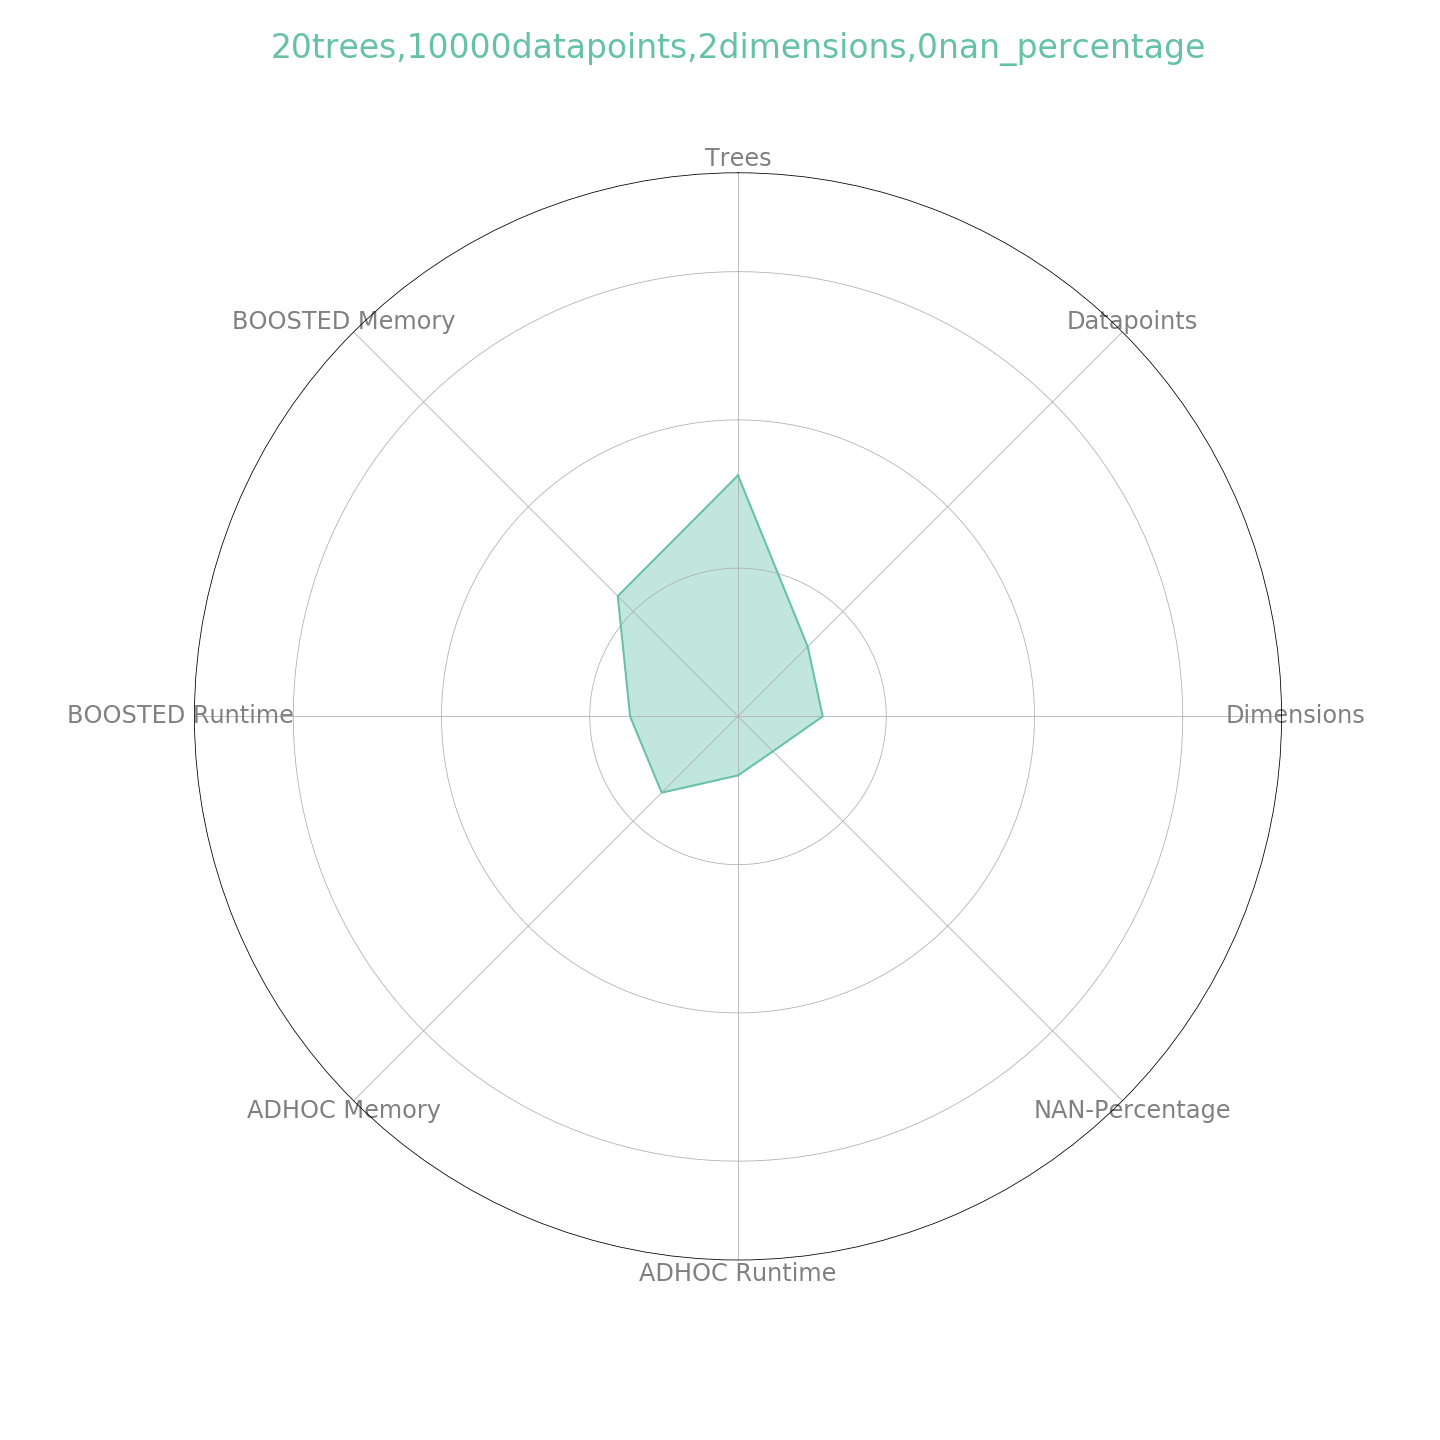 20trees,10000datapoints,2dimensions,0nan_percentage
Trees
BOOSTED Memory
Datapoints
BOOSTED Runtime
Dimensions
ADHOC Memory
NAN-Percentage
ADHOC Runtime